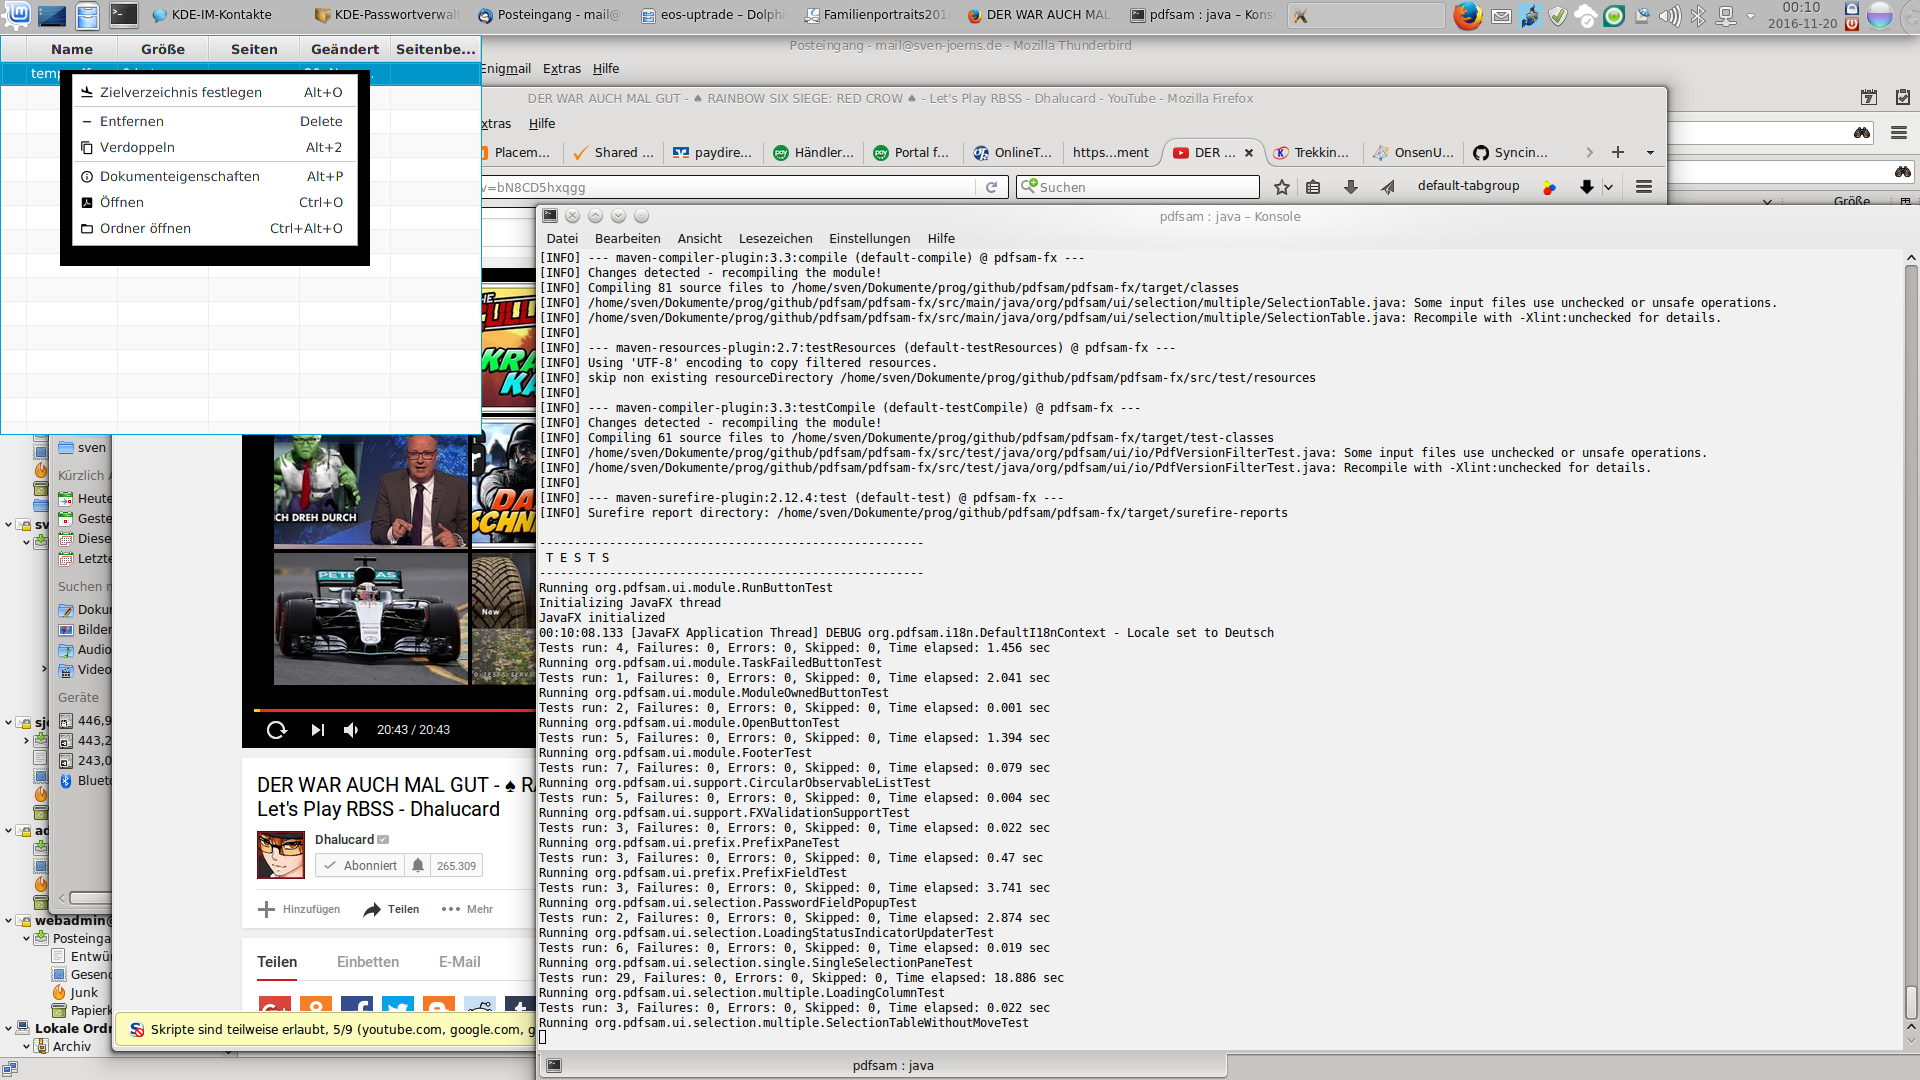 KDE-IM-Kontakte
KDE-Passwortverwalt
Posteingang - mail@
eos-uptrade – Dolph
Familienportraits201
DER WAR AUCH MAL
pdfsam : java – Kons
00:10
2016-11-20
Posteingang - mail@sven-joerns.de - Mozilla Thunderbird
Enigmail Extras Hilfe
Name Größe Seiten Geändert Seitenbe...
Zielverzeichnis festlegen Alt+O
Entfernen Delete
Verdoppeln Alt+2
Dokumenteigenschaften Alt+P
Öffnen Ctrl+O
Ordner öffnen Ctrl+Alt+O
DER WAR AUCH MAL GUT - ♠ RAINBOW SIX SIEGE: RED CROW ♠ - Let's Play RBSS - Dhalucard - YouTube - Mozilla Firefox
xtras Hilfe
Placem... Shared ... paydire... Händler... Portal f... OnlineT... https...ment DER ... Trekkin... OnsenU... Syncin...
v=bN8CD5hxqgg Suchen default-tabgroup
Größe
pdfsam : java – Konsole
Datei Bearbeiten Ansicht Lesezeichen Einstellungen Hilfe
[INFO] --- maven-compiler-plugin:3.3:compile (default-compile) @ pdfsam-fx ---
[INFO] Changes detected - recompiling the module!
[INFO] Compiling 81 source files to /home/sven/Dokumente/prog/github/pdfsam/pdfsam-fx/target/classes
[INFO] /home/sven/Dokumente/prog/github/pdfsam/pdfsam-fx/src/main/java/org/pdfsam/ui/selection/multiple/SelectionTable.java: Some input files use unchecked or unsafe operations.
[INFO] /home/sven/Dokumente/prog/github/pdfsam/pdfsam-fx/src/main/java/org/pdfsam/ui/selection/multiple/SelectionTable.java: Recompile with -Xlint:unchecked for details.
[INFO]
[INFO] --- maven-resources-plugin:2.7:testResources (default-testResources) @ pdfsam-fx ---
[INFO] Using 'UTF-8' encoding to copy filtered resources.
[INFO] skip non existing resourceDirectory /home/sven/Dokumente/prog/github/pdfsam/pdfsam-fx/src/test/resources
[INFO]
[INFO] --- maven-compiler-plugin:3.3:testCompile (default-testCompile) @ pdfsam-fx ---
[INFO] Changes detected - recompiling the module!
[INFO] Compiling 61 source files to /home/sven/Dokumente/prog/github/pdfsam/pdfsam-fx/target/test-classes
[INFO] /home/sven/Dokumente/prog/github/pdfsam/pdfsam-fx/src/test/java/org/pdfsam/ui/io/PdfVersionFilterTest.java: Some input files use unchecked or unsafe operations.
[INFO] /home/sven/Dokumente/prog/github/pdfsam/pdfsam-fx/src/test/java/org/pdfsam/ui/io/PdfVersionFilterTest.java: Recompile with -Xlint:unchecked for details.
[INFO]
[INFO] --- maven-surefire-plugin:2.12.4:test (default-test) @ pdfsam-fx ---
[INFO] Surefire report directory: /home/sven/Dokumente/prog/github/pdfsam/pdfsam-fx/target/surefire-reports
-------------------------------------------------------
T E S T S
-------------------------------------------------------
Running org.pdfsam.ui.module.RunButtonTest
Initializing JavaFX thread
JavaFX initialized
00:10:08.133 [JavaFX Application Thread] DEBUG org.pdfsam.i18n.DefaultI18nContext - Locale set to Deutsch
Tests run: 4, Failures: 0, Errors: 0, Skipped: 0, Time elapsed: 1.456 sec
Running org.pdfsam.ui.module.TaskFailedButtonTest
Tests run: 1, Failures: 0, Errors: 0, Skipped: 0, Time elapsed: 2.041 sec
Running org.pdfsam.ui.module.ModuleOwnedButtonTest
Tests run: 2, Failures: 0, Errors: 0, Skipped: 0, Time elapsed: 0.001 sec
Running org.pdfsam.ui.module.OpenButtonTest
Tests run: 5, Failures: 0, Errors: 0, Skipped: 0, Time elapsed: 1.394 sec
Running org.pdfsam.ui.module.FooterTest
Tests run: 7, Failures: 0, Errors: 0, Skipped: 0, Time elapsed: 0.079 sec
Running org.pdfsam.ui.support.CircularObservableListTest
Tests run: 5, Failures: 0, Errors: 0, Skipped: 0, Time elapsed: 0.004 sec
Running org.pdfsam.ui.support.FXValidationSupportTest
Tests run: 3, Failures: 0, Errors: 0, Skipped: 0, Time elapsed: 0.022 sec
Running org.pdfsam.ui.prefix.PrefixPaneTest
Tests run: 3, Failures: 0, Errors: 0, Skipped: 0, Time elapsed: 0.47 sec
Running org.pdfsam.ui.prefix.PrefixFieldTest
Tests run: 3, Failures: 0, Errors: 0, Skipped: 0, Time elapsed: 3.741 sec
Running org.pdfsam.ui.selection.PasswordFieldPopupTest
Tests run: 2, Failures: 0, Errors: 0, Skipped: 0, Time elapsed: 2.874 sec
Running org.pdfsam.ui.selection.LoadingStatusIndicatorUpdaterTest
Tests run: 6, Failures: 0, Errors: 0, Skipped: 0, Time elapsed: 0.019 sec
Running org.pdfsam.ui.selection.single.SingleSelectionPaneTest
Tests run: 29, Failures: 0, Errors: 0, Skipped: 0, Time elapsed: 18.886 sec
Running org.pdfsam.ui.selection.multiple.LoadingColumnTest
Tests run: 3, Failures: 0, Errors: 0, Skipped: 0, Time elapsed: 0.022 sec
Running org.pdfsam.ui.selection.multiple.SelectionTableWithoutMoveTest
pdfsam : java
sven
Kürzlich A
Heute
Geste
Diese
Letzte
Suchen n
Dokur
Bilder
Audio
Video
Geräte
446,9
443,2
243,0
Blueto
webadmin@
Posteinga
Entwür
Gesend
Junk
Papierk
Lokale Ordn
Archiv
CH DREH DURCH
PETRONAS
New
20:43 / 20:43
DER WAR AUCH MAL GUT - ♠ RA
Let's Play RBSS - Dhalucard
Dhalucard
Abonniert 265.309
Hinzufügen Teilen Mehr
Teilen Einbetten E-Mail
Skripte sind teilweise erlaubt, 5/9 (youtube.com, google.com, g